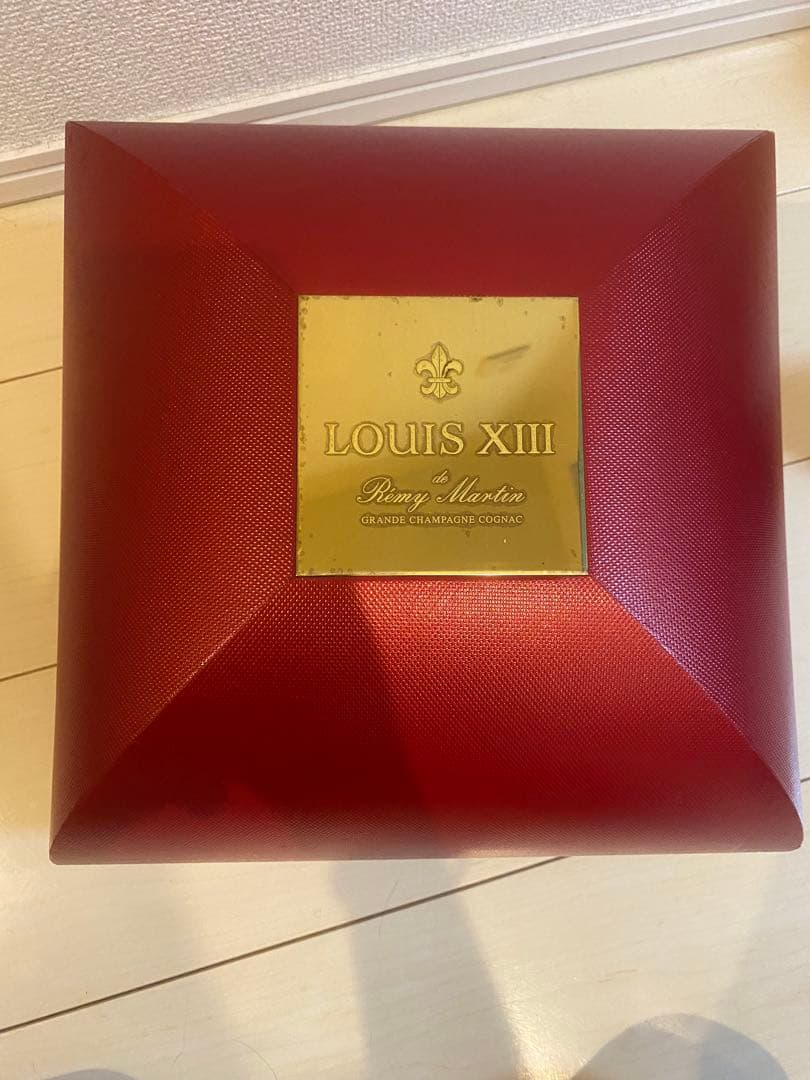 LOUIS XIII
de
Rémy Martin
GRANDE CHAMPAGNE COGNAC